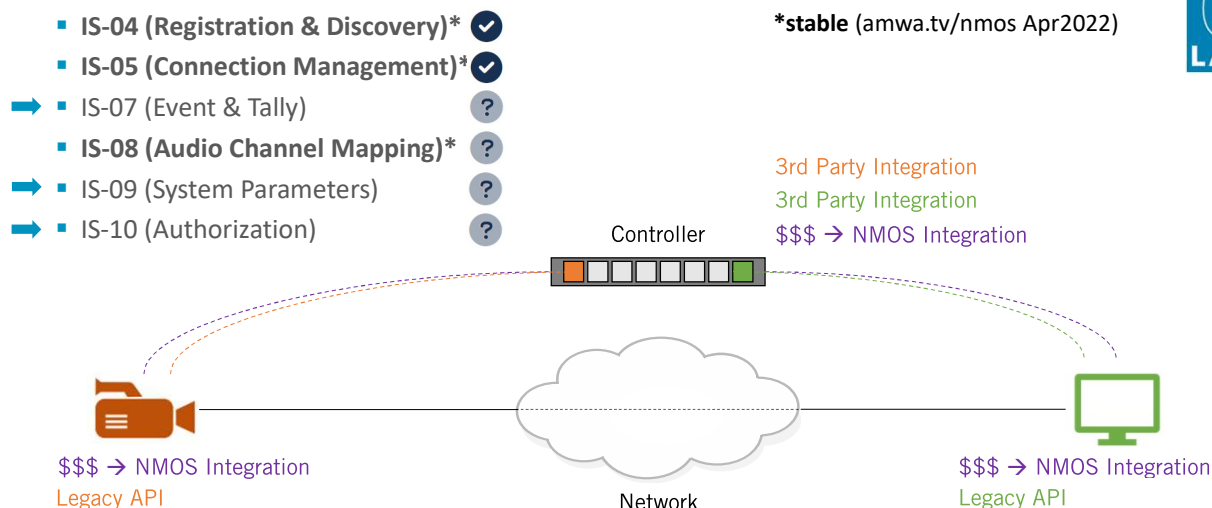 IS-04 (Registration & Discovery)*
*stable (amwa.tv/nmos Apr2022)
IS-05 (Connection Management)*
IS-07 (Event & Tally)
?
IS-08 (Audio Channel Mapping)*
?
IS-09 (System Parameters)
?
IS-10 (Authorization)
?
3rd Party Integration
3rd Party Integration
$$$ → NMOS Integration
Controller
$$$ → NMOS Integration
Legacy API
Network
$$$ → NMOS Integration
Legacy API